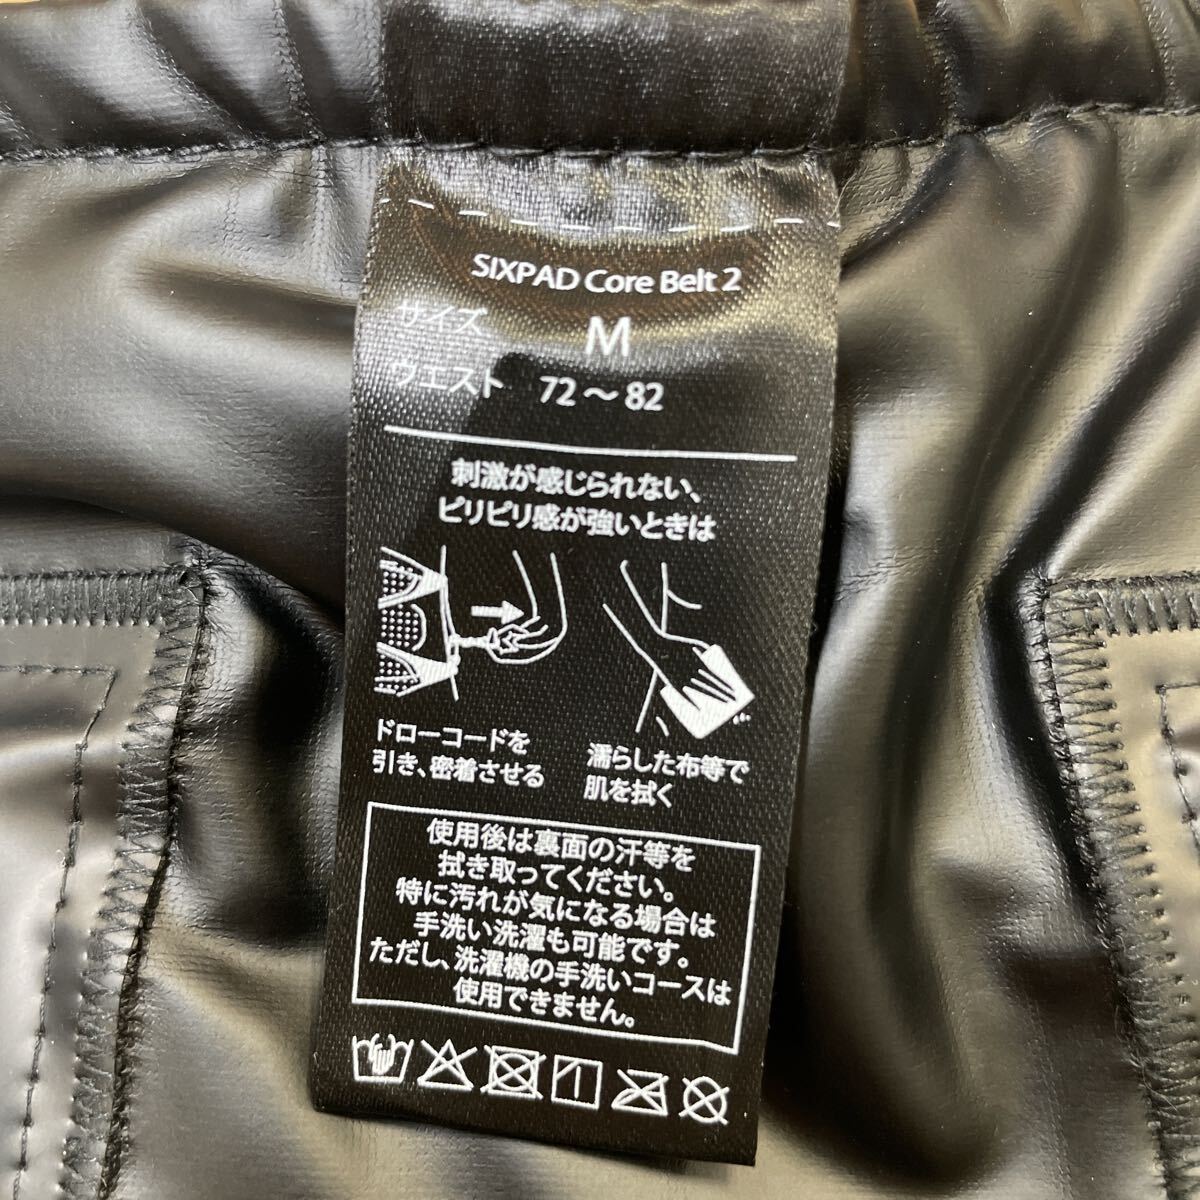 SIXPAD Core Belt 2
サイズ M
ウエスト 72～82
刺激が感じられない、
ピリピリ感が強いときは
ドローコードを
引き、密着させる
濡らした布等で
肌を拭く
使用後は裏面の汗等を
拭き取ってください。
特に汚れが気になる場合は
手洗い洗濯も可能です。
ただし、洗濯機の手洗いコースは
使用できません。